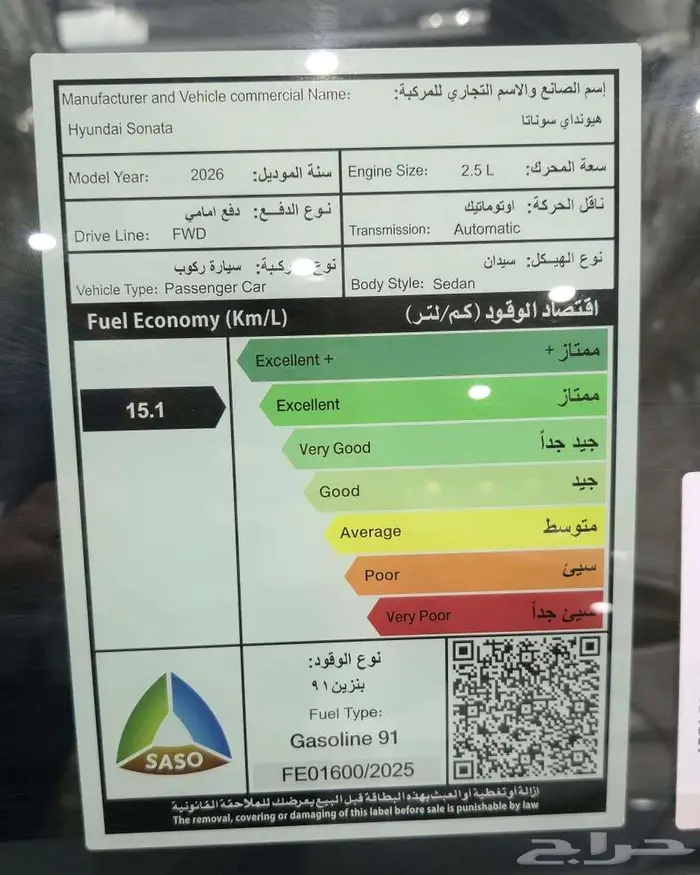 Manufacturer and Vehicle commercial Name: إسم الصانع والاسم التجاري للمركبة:
Hyundai Sonata هيونداي سوناتا
Model Year: 2026 سنة الموديل:
Engine Size: 2.5 L سعة المحرك:
نوع الدفع: دفع امامي
Drive Line: FWD
ناقل الحركة: اوتوماتيك
Transmission: Automatic
نوع سيارة ركوب
Vehicle Type: Passenger Car
نوع الهيكل: سيدان
Body Style: Sedan
Fuel Economy (Km/L) اقتصاد الوقود (كم/لتر)
Excellent + ممتاز +
15.1
Excellent ممتاز
Very Good جيد جداً
Good جيد
Average متوسط
Poor سيئ
Very Poor سيئ جداً
نوع الوقود:
بنزين ٩١
Fuel Type:
Gasoline 91
FE01600/2025
SASO
إزالة أو تغطية أو العبث بهذه البطاقة قبل البيع يعرضك للملاحقة القانونية
The removal, covering or damaging of this label before sale is punishable by law
حراج